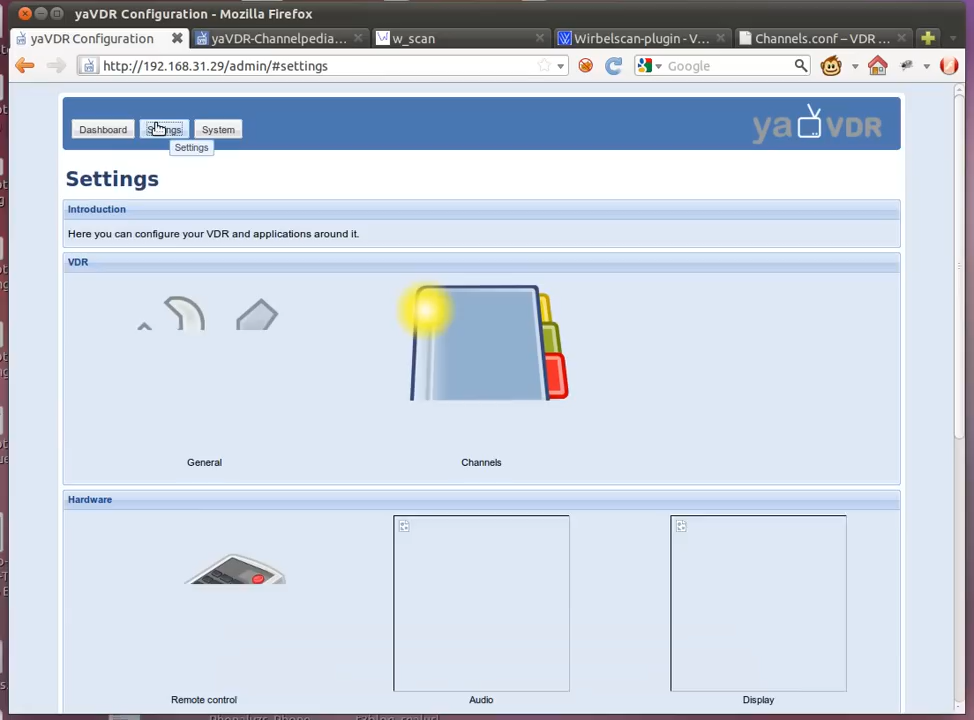 yaVDR Configuration - Mozilla Firefox
yaVDR Configuration
yaVDR-Channelpedia...
w_scan
Wirbelscan-plugin - V...
Channels.conf – VDR ...
http://192.168.31.29/admin/#settings
Google
Dashboard
Settings
System
yaVDR
Settings
Settings
Introduction
Here you can configure your VDR and applications around it.
VDR
General
Channels
Hardware
Remote control
Audio
Display